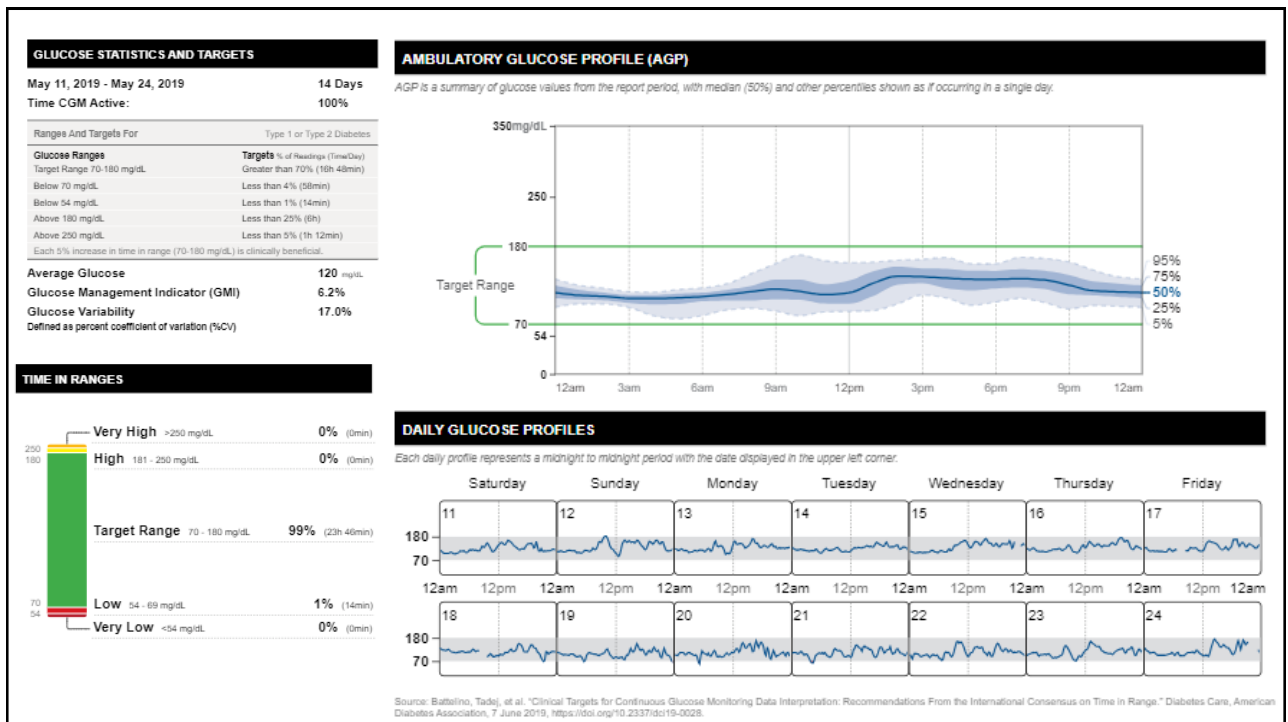 GLUCOSE STATISTICS AND TARGETS
May 11, 2019 - May 24, 2019 14 Days
Time CGM Active: 100%
Ranges And Targets For Type 1 or Type 2 Diabetes
Glucose Ranges Targets % of Readings (Time/Day)
Target Range 70-180 mg/dL Greater than 70% (16h 48min)
Below 70 mg/dL Less than 4% (58min)
Below 54 mg/dL Less than 1% (14min)
Above 180 mg/dL Less than 25% (6h)
Above 250 mg/dL Less than 5% (1h 12min)
Each 5% increase in time in range (70-180 mg/dL) is clinically beneficial.
Average Glucose 120 mg/dL
Glucose Management Indicator (GMI) 6.2%
Glucose Variability 17.0%
Defined as percent coefficient of variation (%CV)
TIME IN RANGES
Very High >250 mg/dL 0% (0min)
250
180
High 181 - 250 mg/dL 0% (0min)
Target Range 70 - 180 mg/dL 99% (23h 46min)
70
54
Low 54 - 69 mg/dL 1% (14min)
Very Low <54 mg/dL 0% (0min)
AMBULATORY GLUCOSE PROFILE (AGP)
AGP is a summary of glucose values from the report period, with median (50%) and other percentiles shown as if occurring in a single day.
350mg/dL
250
180
Target Range
70
54
0
95%
75%
50%
25%
5%
12am 3am 6am 9am 12pm 3pm 6pm 9pm 12am
DAILY GLUCOSE PROFILES
Each daily profile represents a midnight to midnight period with the date displayed in the upper left corner.
Saturday Sunday Monday Tuesday Wednesday Thursday Friday
11 12 13 14 15 16 17
180
70
12am 12pm 12am 12pm 12am 12pm 12am 12pm 12am 12pm 12am 12pm 12am 12pm 12am
18 19 20 21 22 23 24
180
70
Source: Battelino, Tadej, et al. "Clinical Targets for Continuous Glucose Monitoring Data Interpretation: Recommendations From the International Consensus on Time in Range." Diabetes Care, American
Diabetes Association, 7 June 2019, https://doi.org/10.2337/dci19-0028.